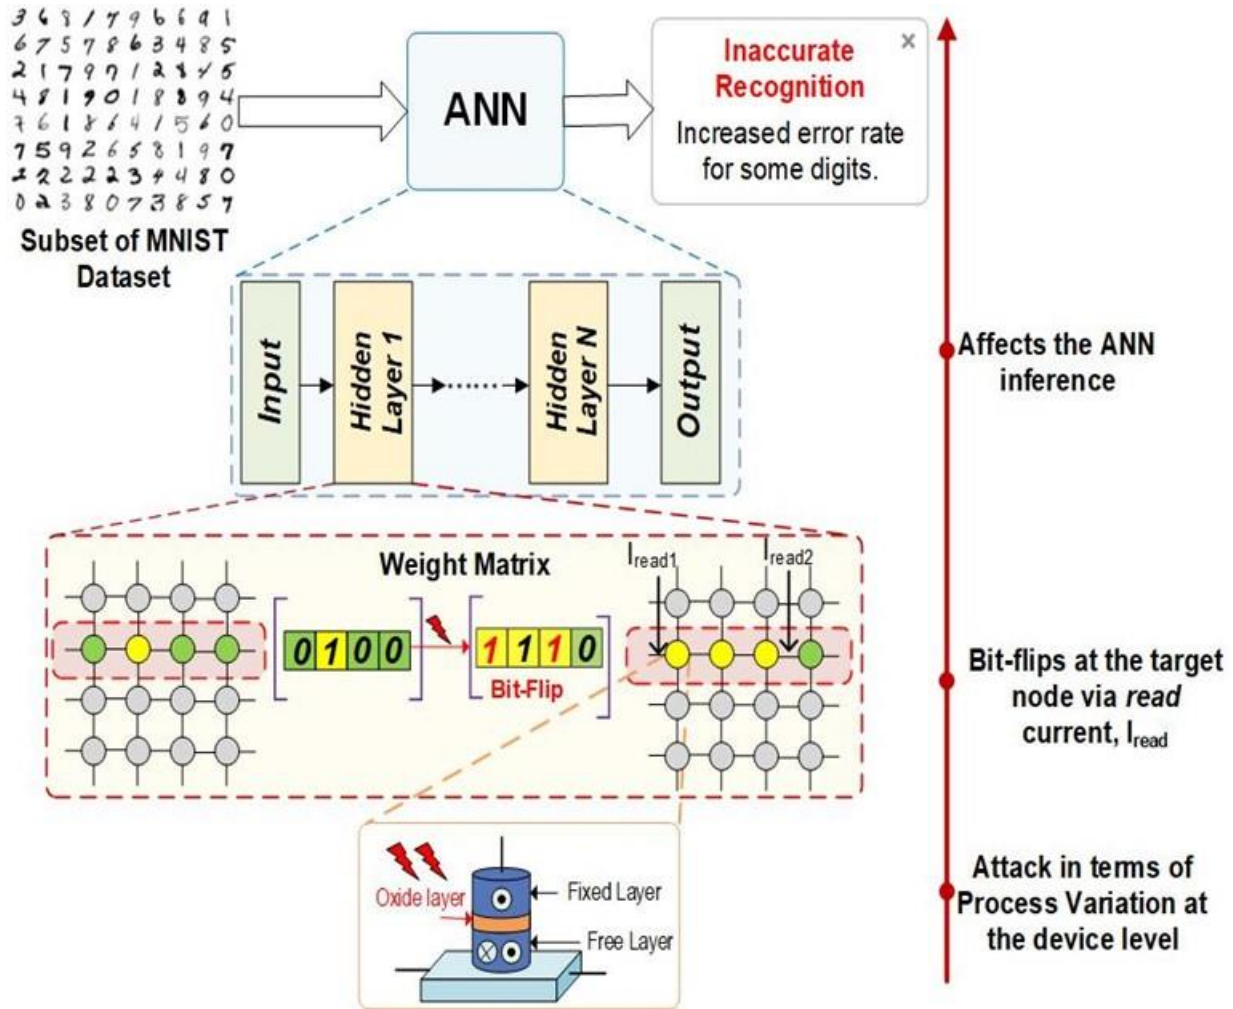 3 6 8 1 7 9 6 6 9 1
6 7 5 7 8 6 3 4 8 5
2 1 7 9 7 1 2 8 4 5
4 8 1 9 0 1 8 8 9 4
7 6 1 8 6 4 1 5 6 0
7 5 9 2 6 5 8 1 9 7
2 2 2 2 2 3 4 4 8 0
0 2 3 8 0 7 3 8 5 7
Subset of MNIST
Dataset
ANN
×
Inaccurate
Recognition
Increased error rate
for some digits.
Input
Hidden
Layer 1
Hidden
Layer N
Output
Affects the ANN
inference
Weight Matrix
I_read1
I_read2
0 1 0 0
1 1 1 0
Bit-Flip
Bit-flips at the target
node via read
current, I_read
Oxide layer
Fixed Layer
Free Layer
Attack in terms of
Process Variation at
the device level